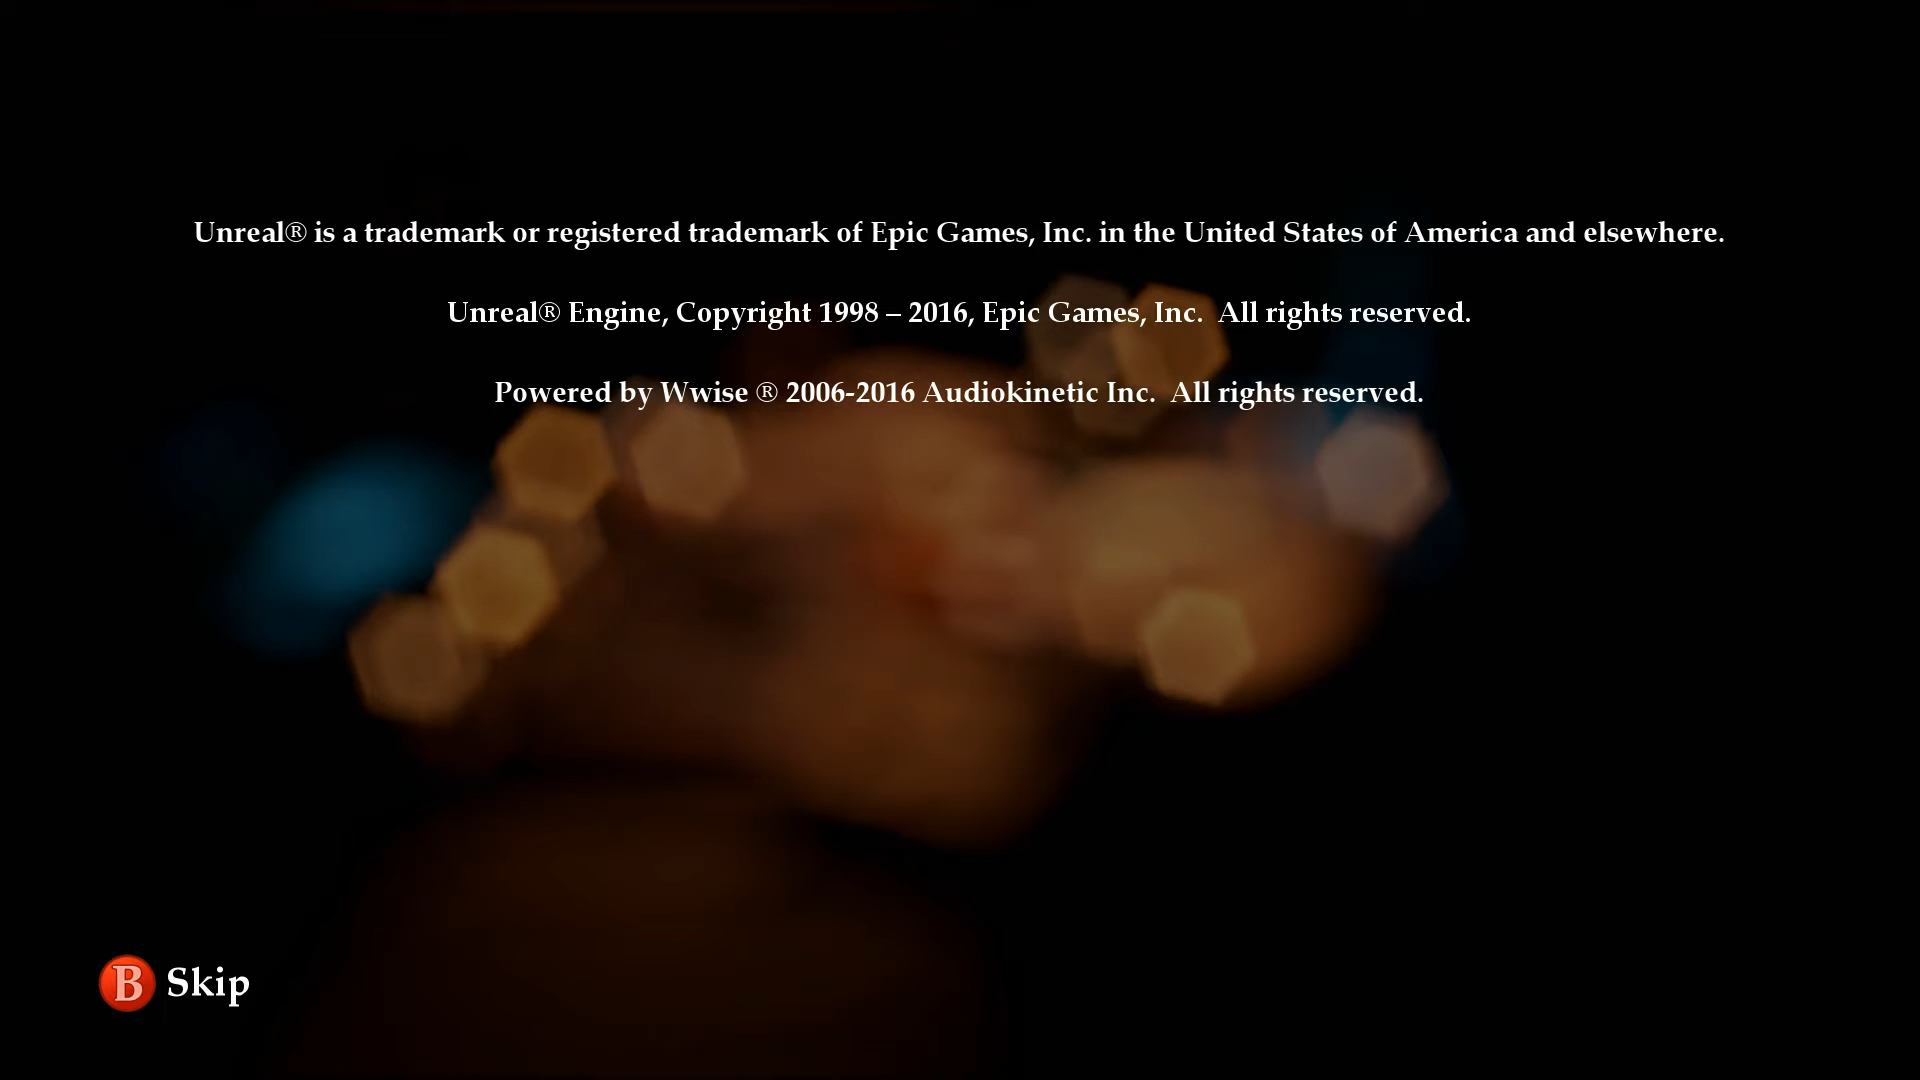 Unreal® is a trademark or registered trademark of Epic Games, Inc. in the United States of America and elsewhere.
Unreal® Engine, Copyright 1998 – 2016, Epic Games, Inc.  All rights reserved.
Powered by Wwise ® 2006-2016 Audiokinetic Inc.  All rights reserved.
B Skip